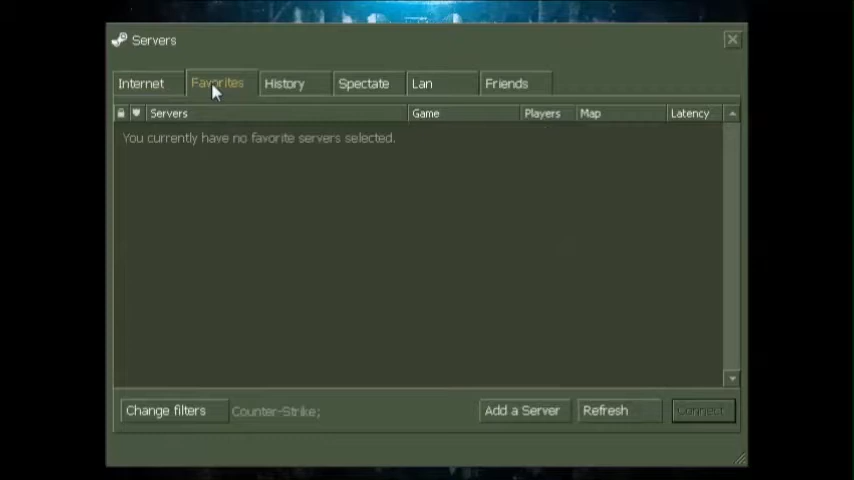 Servers
Internet Favorites History Spectate Lan Friends
Servers Game Players Map Latency
You currently have no favorite servers selected.
Change filters Counter-Strike; Add a Server Refresh Connect